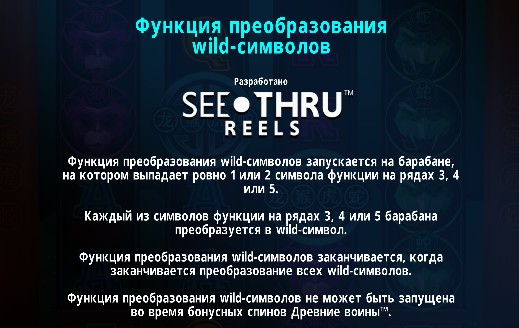 Функция преобразования
wild-символов
Разработано
SEE•THRU™
REELS
Функция преобразования wild-символов запускается на барабане,
на котором выпадает ровно 1 или 2 символа функции на рядах 3, 4
или 5.
Каждый из символов функции на рядах 3, 4 или 5 барабана
преобразуется в wild-символ.
Функция преобразования wild-символов заканчивается, когда
заканчивается преобразование всех wild-символов.
Функция преобразования wild-символов не может быть запущена
во время бонусных спинов Древние воины™.